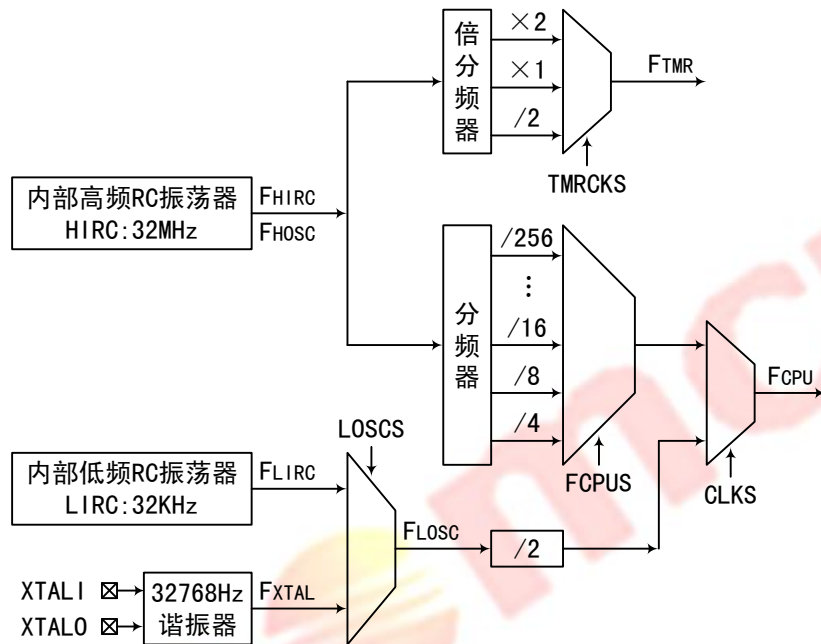 ×2
×1
/2
倍分频器
FTMR
TMRCKS
内部高频RC振荡器
HIRC:32MHz
FHIRC
FHOSC
/256
⋮
/16
/8
/4
分频器
FCPUS
FCPU
CLKS
LOSCS
内部低频RC振荡器
LIRC:32KHz
FLIRC
FLOSC
/2
XTALI
XTALO
32768Hz
谐振器
FXTAL